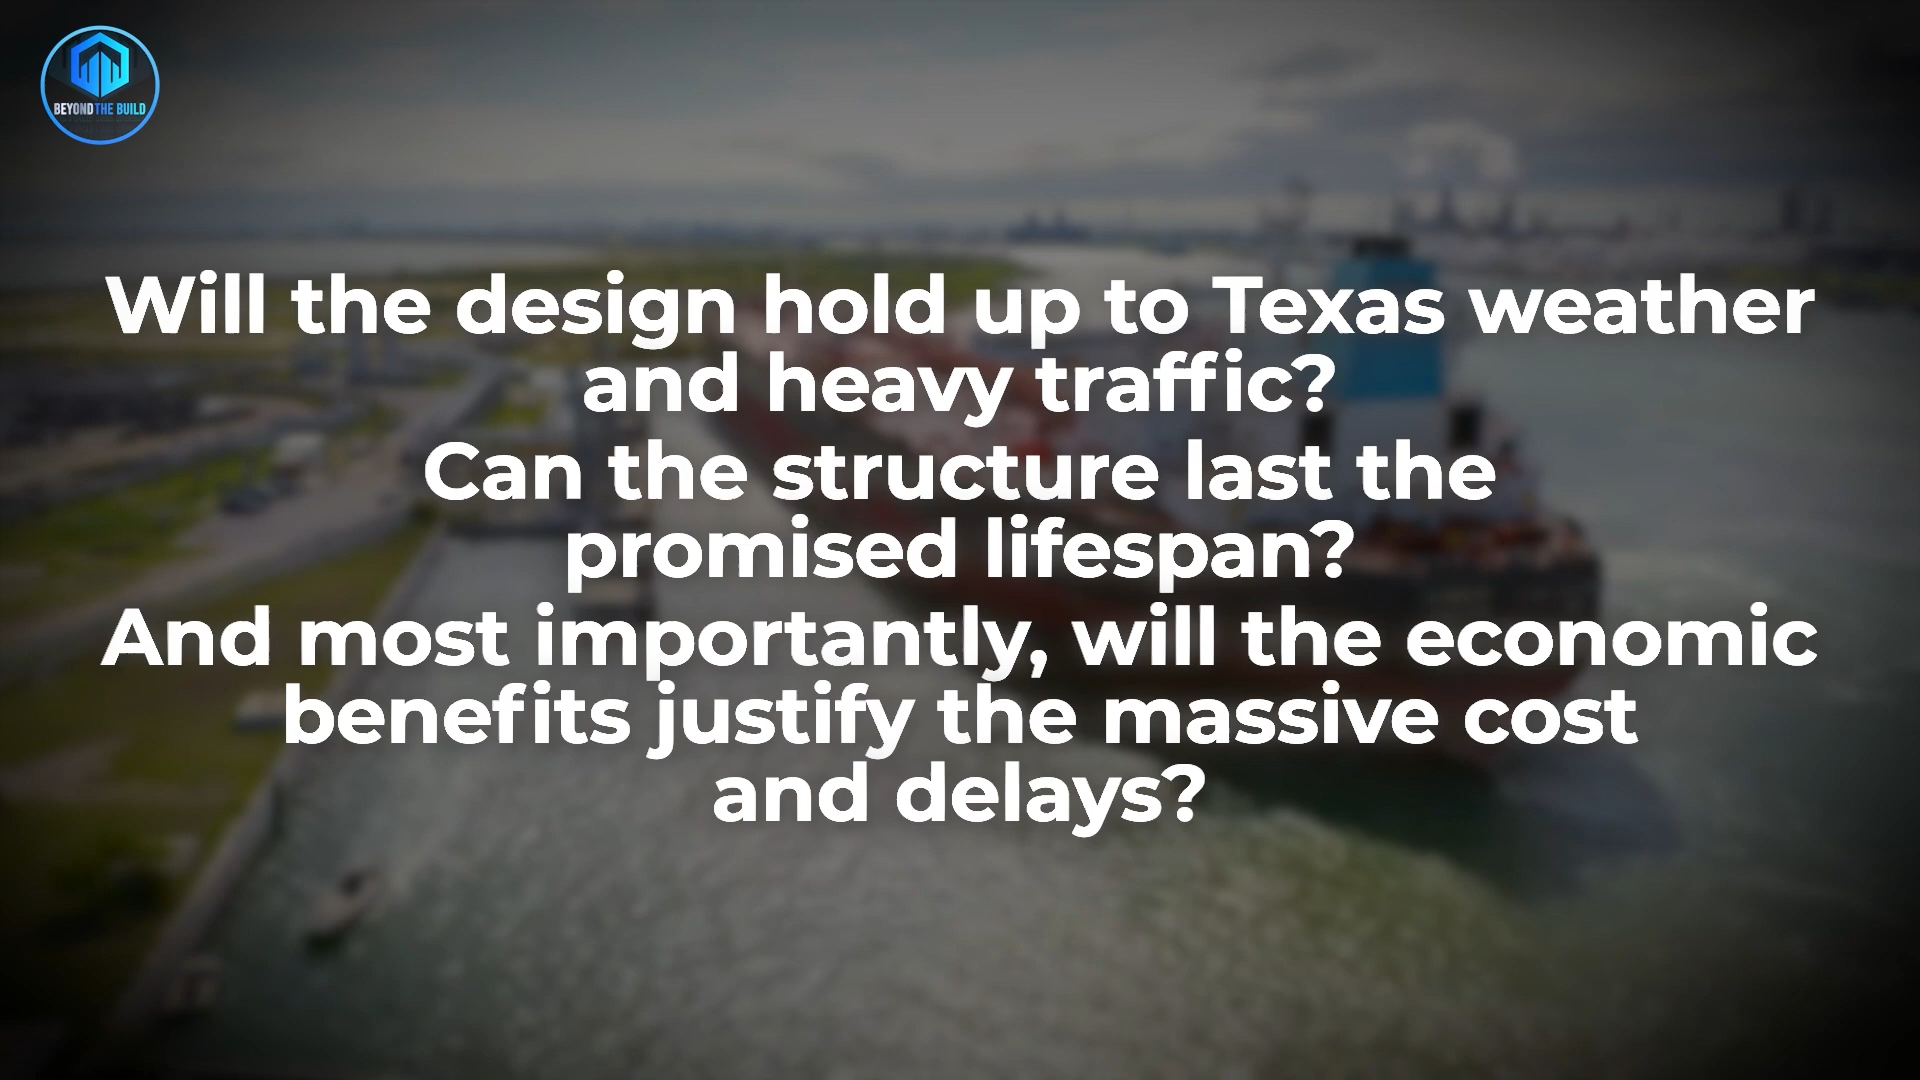 BEYOND THE BUILD
Will the design hold up to Texas weather
and heavy traffic?
Can the structure last the
promised lifespan?
And most importantly, will the economic
benefits justify the massive cost
and delays?